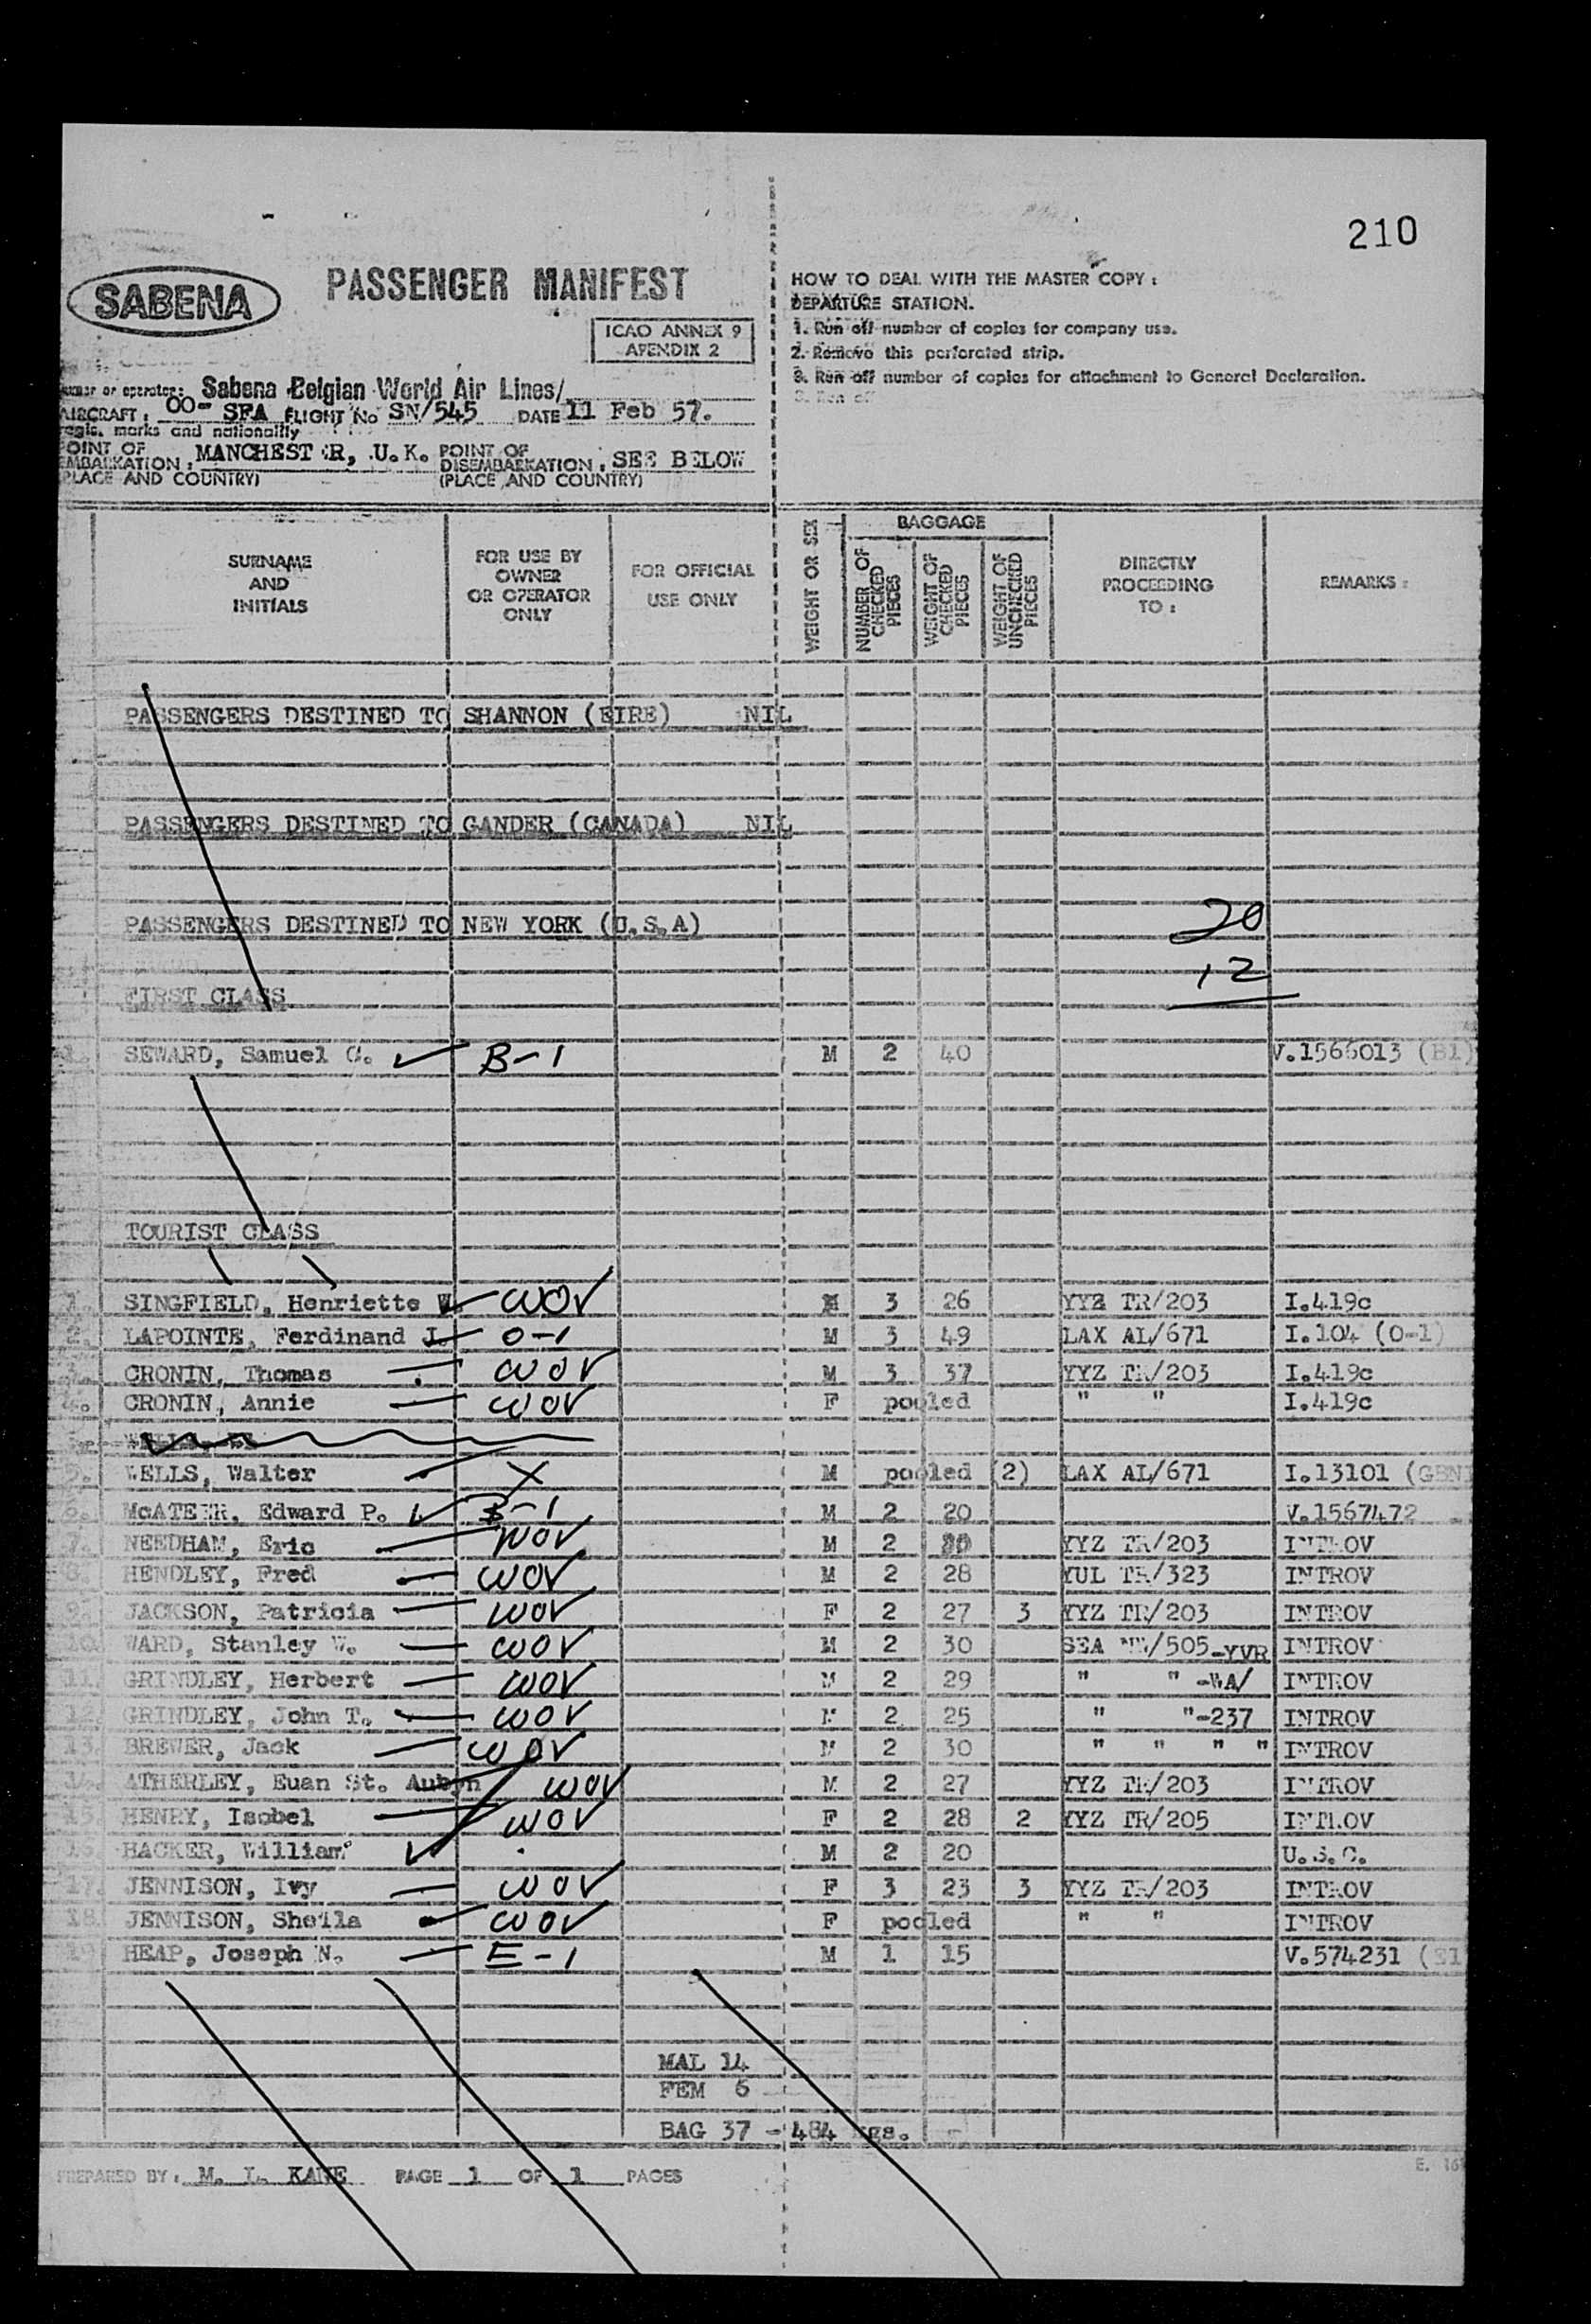 210
SABENA
PASSENGER MANIFEST
ICAO ANNEX 9
APENDIX 2
HOW TO DEAL WITH THE MASTER COPY :
DEPARTURE STATION.
1. Run off number of copies for company use.
2. Remove this perforated strip.
3. Run off number of copies for attachment to General Declaration.
or operator: Sabena Belgian World Air Lines/
AIRCRAFT : OO- SFA FLIGHT No SN/545 DATE 11 Feb 57.
regis. marks and nationality
POINT OF EMBARKATION : MANCHEST R, U.K. POINT OF DISEMBARKATION : SEE BELOW
(PLACE AND COUNTRY) (PLACE AND COUNTRY)
SURNAME AND INITIALS
FOR USE BY OWNER OR OPERATOR ONLY
FOR OFFICIAL USE ONLY
WEIGHT OR SEX
BAGGAGE
NUMBER OF CHECKED PIECES
WEIGHT OF CHECKED PIECES
WEIGHT OF UNCHECKED PIECES
DIRECTLY PROCEEDING TO :
REMARKS :
PASSENGERS DESTINED TO SHANNON (EIRE) NIL
PASSENGERS DESTINED TO GANDER (CANADA) NIL
PASSENGERS DESTINED TO NEW YORK (U.S.A)
20
12
FIRST CLASS
1. SEWARD, Samuel C. B-1 M 2 40 V.1566013 (B1)
TOURIST CLASS
1. SINGFIELD, Henriette WOV 3 26 YYZ TR/203 I.419c
2. LAPOINTE, Ferdinand J. O-1 M 3 49 LAX AL/671 I.104 (O-1)
3. CRONIN, Thomas WOV M 3 37 YYZ TR/203 I.419c
4. CRONIN, Annie WOV F pooled " " I.419c
5. WELLS, Walter X M pooled (2) LAX AL/671 I.13101 (GBNI
6. McATEER, Edward P. B-1 M 2 20 V.1567472
7. NEEDHAM, Eric WOV M 2 YYZ TR/203 INTROV
8. HENDLEY, Fred WOV M 2 28 YUL TR/323 INTROV
9. JACKSON, Patricia WOV F 2 27 3 YYZ TR/203 INTROV
10. WARD, Stanley W. WOV M 2 30 SEA NW/505-YVR INTROV
11. GRINDLEY, Herbert WOV M 2 29 " " -WA/ INTROV
12. GRINDLEY, John T. WOV M 2 25 " "-237 INTROV
13. BREWER, Jack WOV M 2 30 " " " " INTROV
14. ATHERLEY, Euan St. Aubyn WOV M 2 27 YYZ TR/203 INTROV
15. HENRY, Isobel WOV F 2 28 2 YYZ TR/205 INTROV
16. HACKER, William M 2 20 U.S.C.
17. JENNISON, Ivy WOV F 3 23 3 YYZ TR/203 INTROV
18. JENNISON, Sheila WOV F pooled " " INTROV
19. HEAP, Joseph N. E-1 M 1 15 V.574231 (E1
MAL 14
FEM 6
BAG 37 - 484 kgs.
PREPARED BY : M. L. KANE PAGE 1 OF 1 PAGES